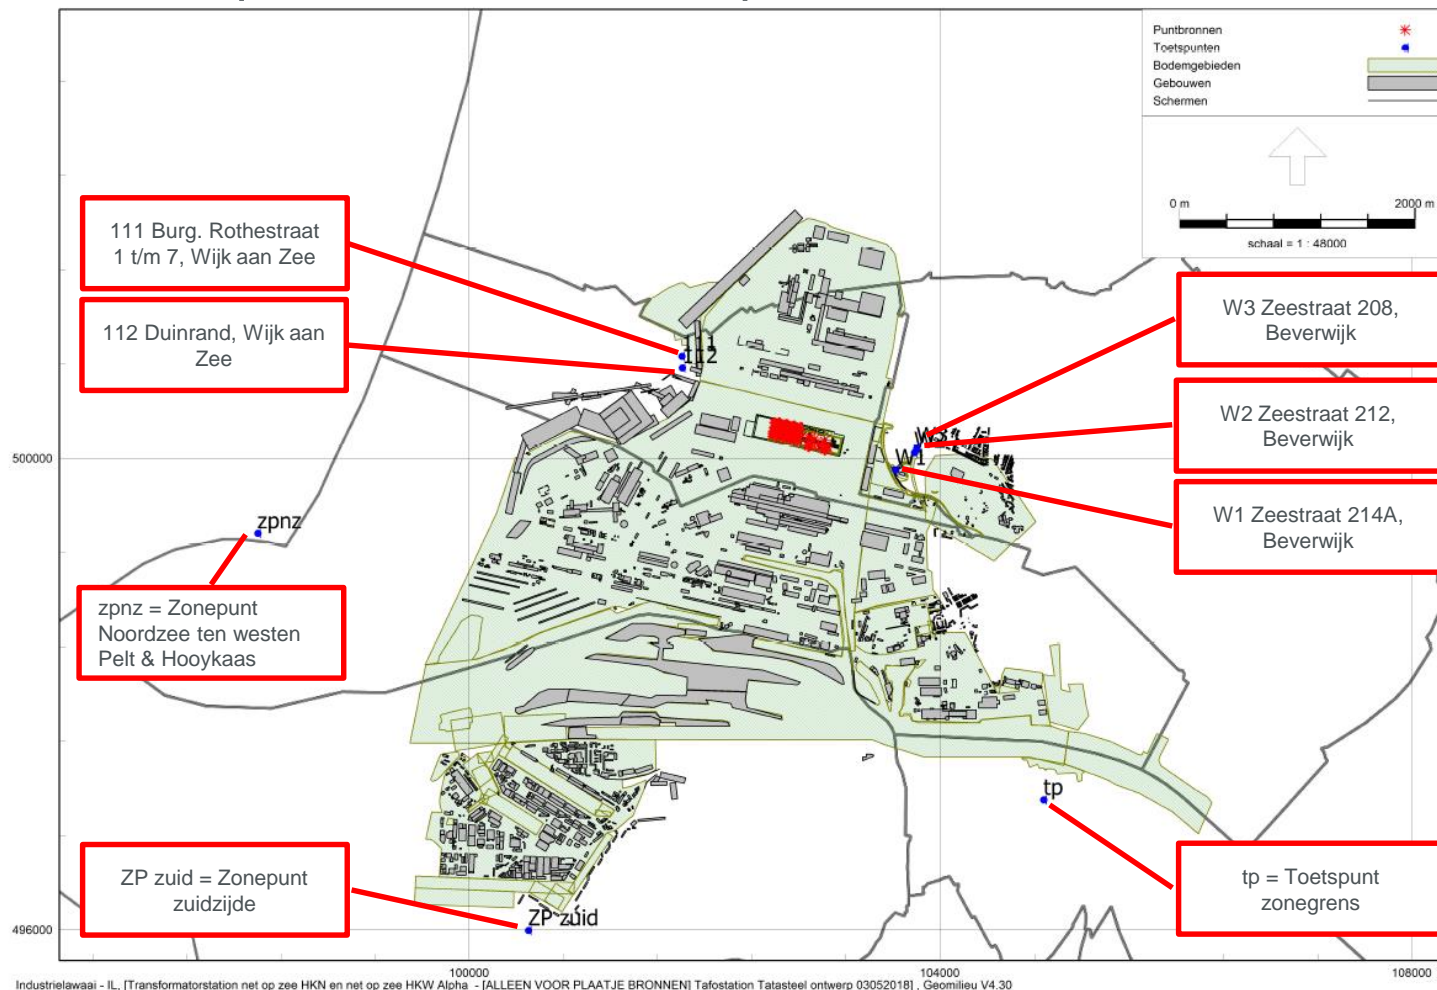 Puntbronnen
Toetspunten
Bodemgebieden
Gebouwen
Schermen
0 m
2000 m
schaal = 1 : 48000
111 Burg. Rothestraat
1 t/m 7, Wijk aan Zee
112 Duinrand, Wijk aan
Zee
112
W3 Zeestraat 208,
Beverwijk
W2 Zeestraat 212,
Beverwijk
W1 Zeestraat 214A,
Beverwijk
W3
W1
500000
zpnz
zpnz = Zonepunt
Noordzee ten westen
Pelt & Hooykaas
tp
ZP zuid = Zonepunt
zuidzijde
tp = Toetspunt
zonegrens
ZP zuid
496000
100000
104000
108000
Industrielawaai - IL, [Transformatorstation net op zee HKN en net op zee HKW Alpha - [ALLEEN VOOR PLAATJE BRONNEN] Tafostation Tatasteel ontwerp 03052018] , Geomilieu V4.30